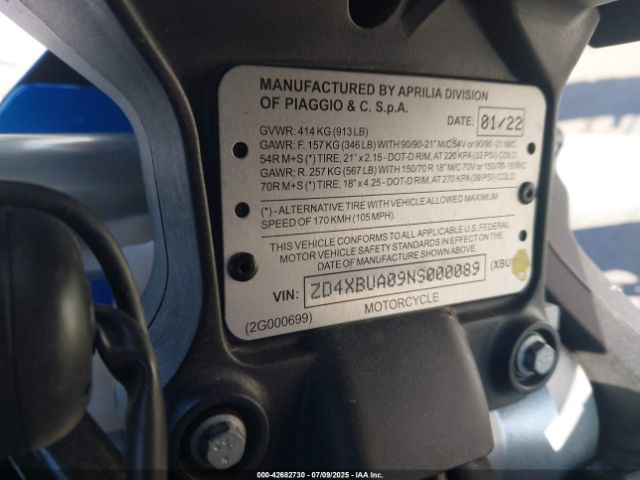 MANUFACTURED BY APRILIA DIVISION
OF PIAGGIO & C. S.p.A.
DATE: 01/22
GVWR: 414 KG (913 LB)
GAWR: F. 157 KG (346 LB) WITH 90/90-21" M/C 54V or 90/90-21 M/C
54R M+S (*) TIRE, 21" x 2.15 - DOT-D RIM, AT 220 KPA (32 PSI) COLD.
GAWR: R. 257 KG (567 LB) WITH 150/70 R 18" M/C 70V or 150/70-18 M/C
70R M+S (*) TIRE, 18" x 4.25 - DOT-D RIM, AT 270 KPA (39 PSI) COLD.
(*) - ALTERNATIVE TIRE WITH VEHICLE ALLOWED MAXIMUM
SPEED OF 170 KMH (105 MPH).
THIS VEHICLE CONFORMS TO ALL APPLICABLE U.S. FEDERAL
MOTOR VEHICLE SAFETY STANDARDS IN EFFECT ON THE
DATE OF MANUFACTURE SHOWN ABOVE.
VIN: ZD4XBUA09NS000089 (XBU
MOTORCYCLE
(2G000699)
000-42682730 - 07/09/2025 - IAAI.COM